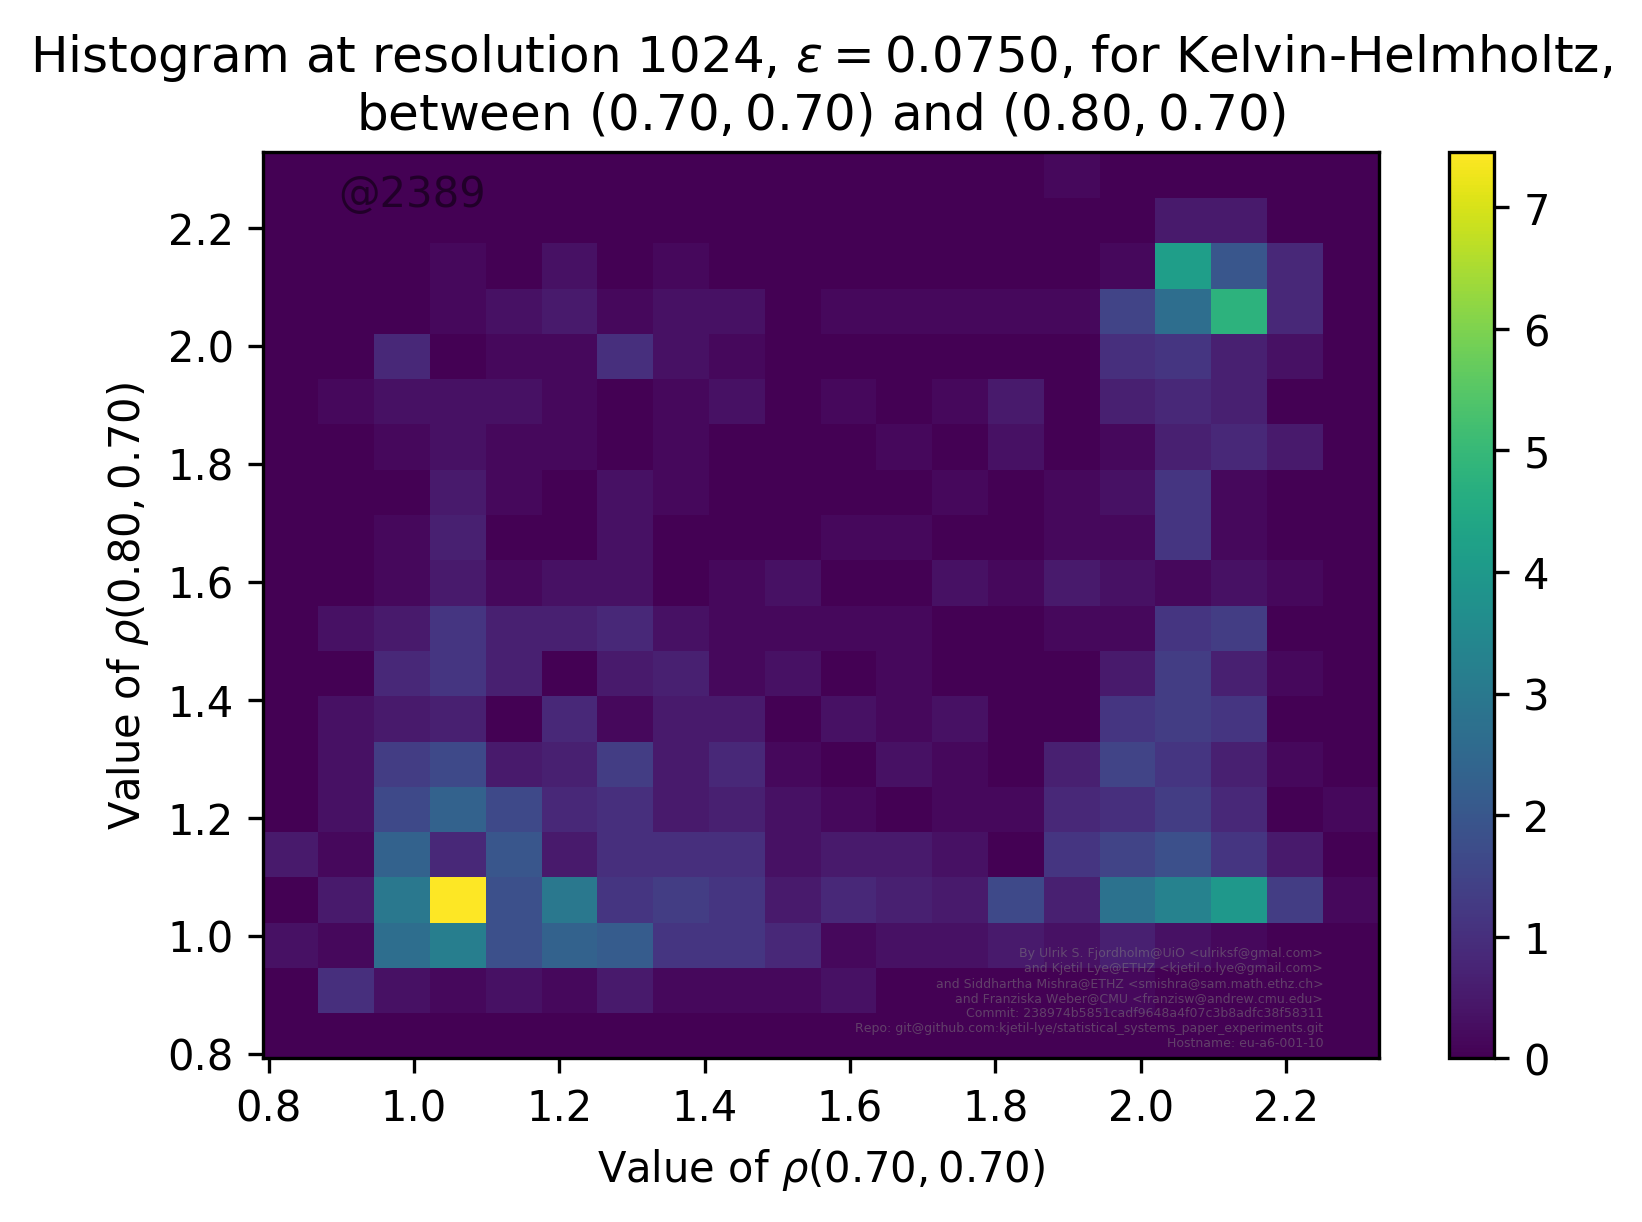 Histogram at resolution 1024, ε = 0.0750, for Kelvin-Helmholtz,
between (0.70, 0.70) and (0.80, 0.70)
@2389
Value of ρ(0.80, 0.70)
2.2
2.0
1.8
1.6
1.4
1.2
1.0
0.8
0.8 1.0 1.2 1.4 1.6 1.8 2.0 2.2
Value of ρ(0.70, 0.70)
7
6
5
4
3
2
1
0
By Ulrik S. Fjordholm@UiO <ulriksf@gmal.com>
and Kjetil Lye@ETHZ <kjetil.o.lye@gmail.com>
and Siddhartha Mishra@ETHZ <smishra@sam.math.ethz.ch>
and Franziska Weber@CMU <franzisw@andrew.cmu.edu>
Commit: 238974b5851cadf9648a4f07c3b8adfc38f58311
Repo: git@github.com:kjetil-lye/statistical_systems_paper_experiments.git
Hostname: eu-a6-001-10